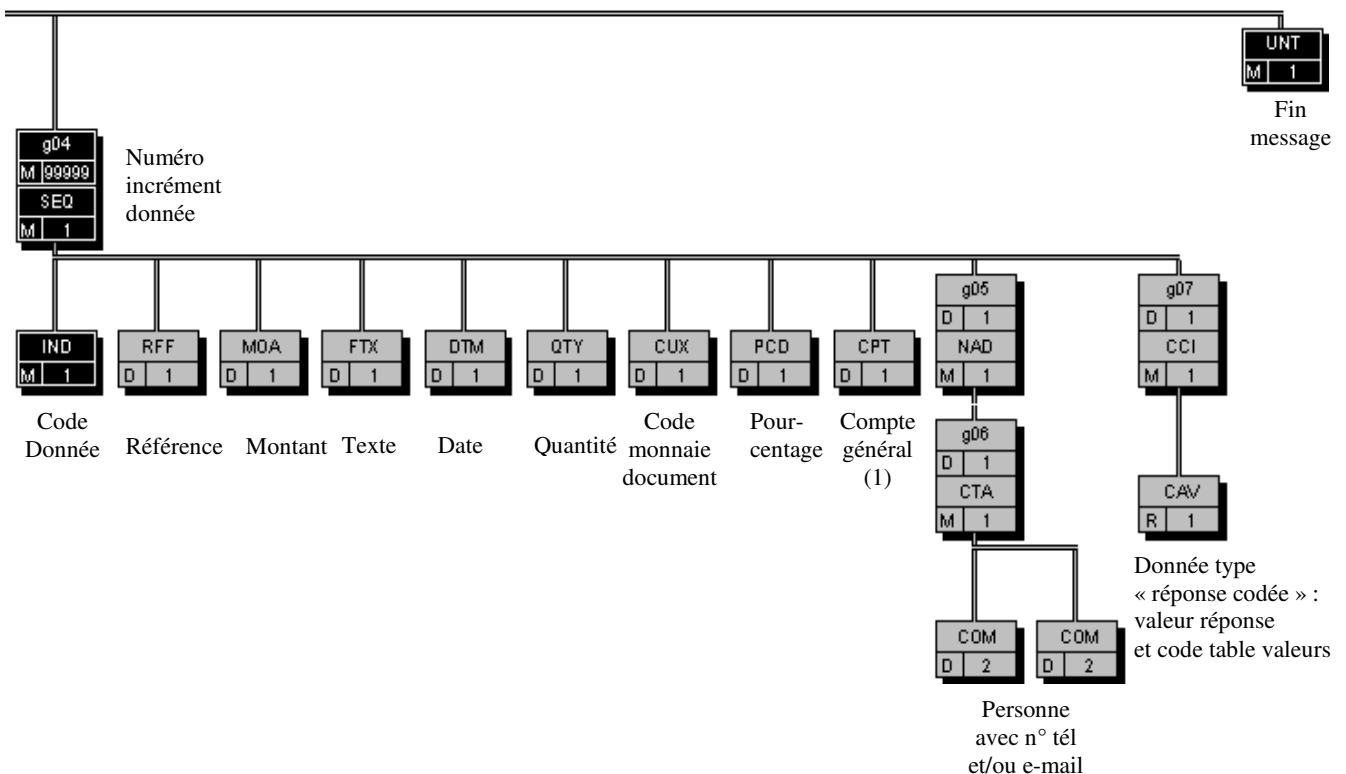 UNT
M 1
Fin
message
g04
M 99999
SEQ
M 1
Numéro
incrément
donnée
IND
M 1
Code
Donnée
RFF
D 1
Référence
MOA
D 1
Montant
FTX
D 1
Texte
DTM
D 1
Date
QTY
D 1
Quantité
CUX
D 1
Code
monnaie
document
PCD
D 1
Pour-
centage
CPT
D 1
Compte
général
(1)
g05
D 1
NAD
M 1
g06
D 1
CTA
M 1
COM
D 2
COM
D 2
Personne
avec n° tél
et/ou e-mail
g07
D 1
CCI
M 1
CAV
R 1
Donnée type
« réponse codée » :
valeur réponse
et code table valeurs